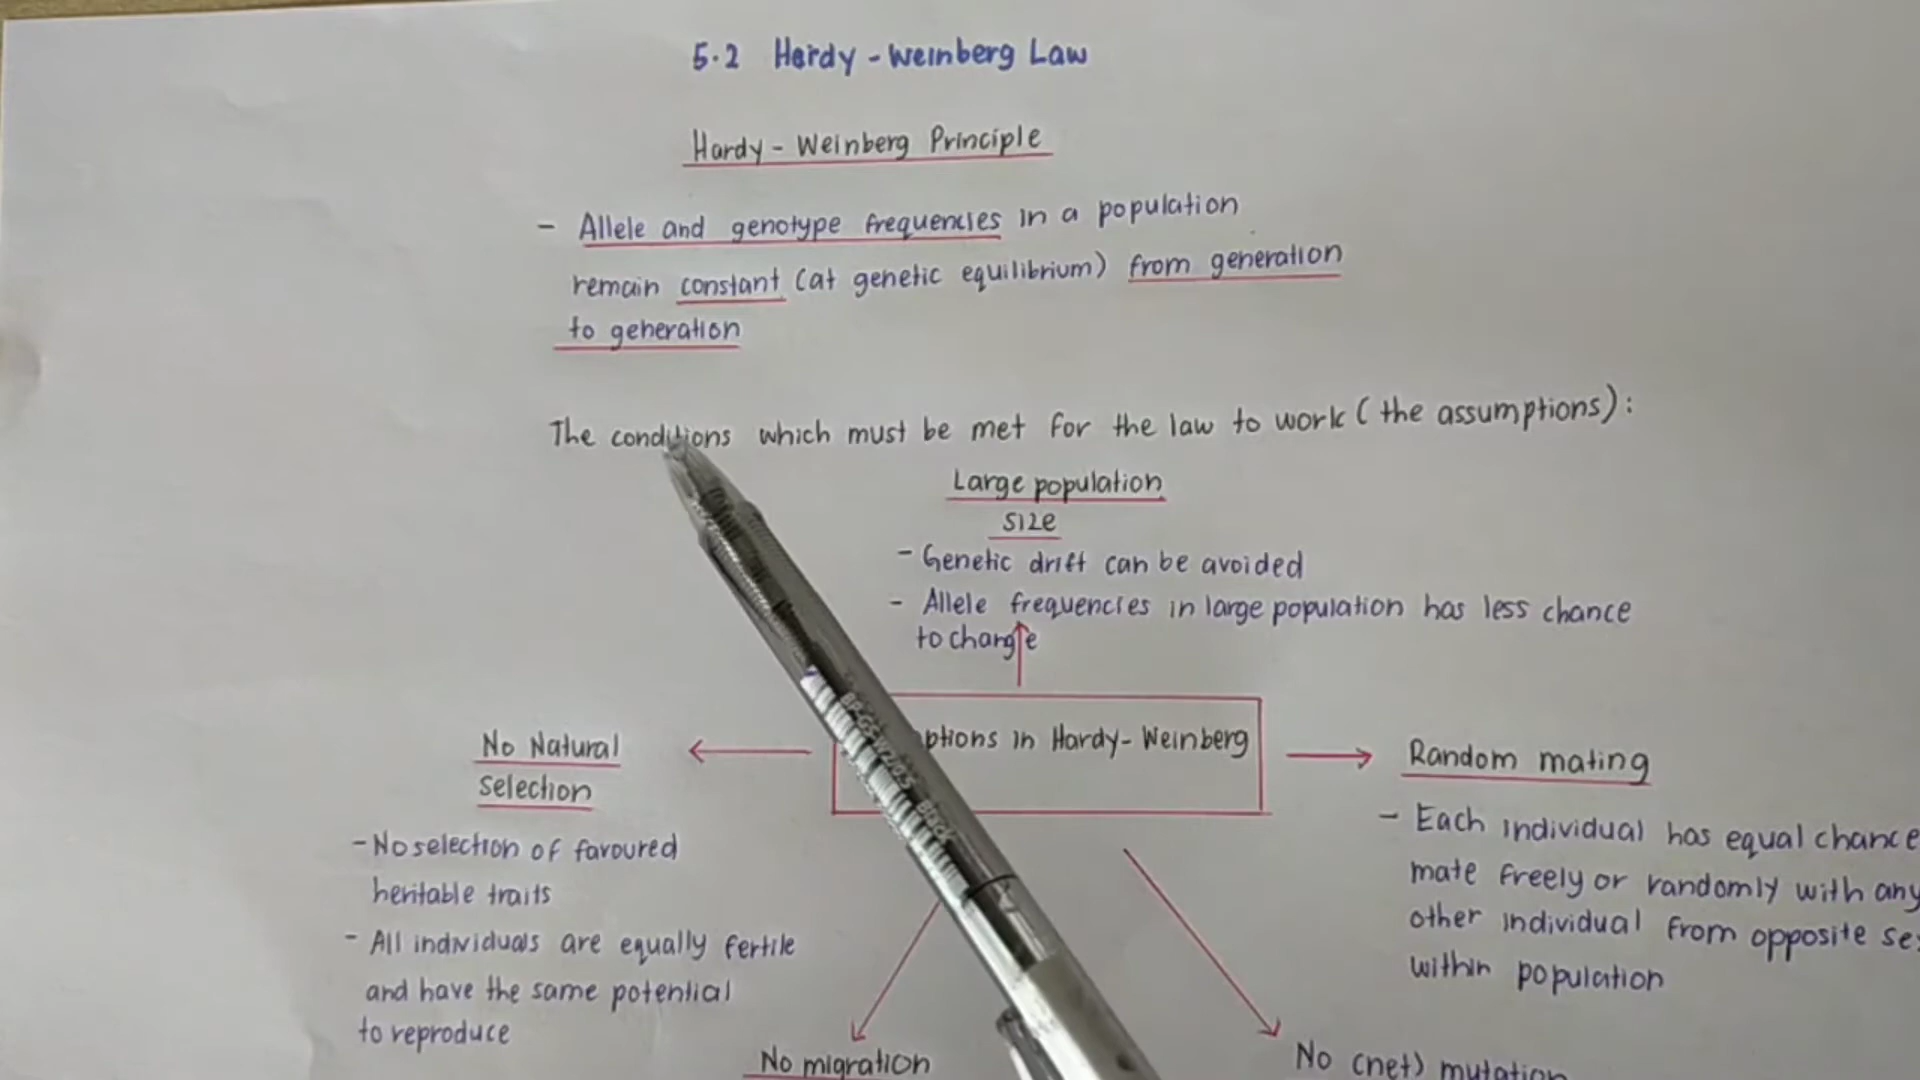 5.2 Hardy-Weinberg Law
Hardy-Weinberg Principle
- Allele and genotype frequencies in a population
remain constant (at genetic equilibrium) from generation
to generation
The conditions which must be met for the law to work (the assumptions):
Large population
size
- Genetic drift can be avoided
- Allele frequencies in large population has less chance
to change
ptions in Hardy-Weinberg
No Natural
selection
- No selection of favoured
heritable traits
- All individuals are equally fertile
and have the same potential
to reproduce
Random mating
- Each individual has equal chance
mate freely or randomly with any
other individual from opposite se
within population
No migration
No (net) mutation
BP-GS
Black